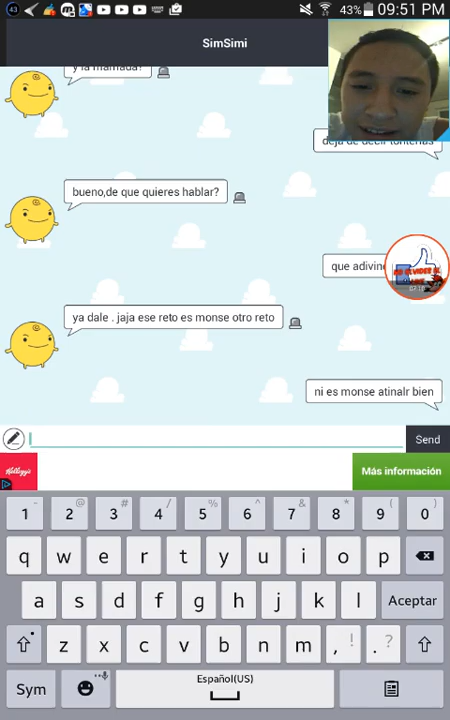 43 43% 09:51 PM
SimSimi
y la mamada?
deja de decir tonterias
bueno,de que quieres hablar?
que adivine
ya dale . jaja ese reto es monse otro reto
ni es monse atinalr bien
Send
Kellogg's
Más información
1 2 3 4 5 6 7 8 9 0
- @ # / % ^ & * ( )
q w e r t y u i o p
a s d f g h j k l Aceptar
z x c v b n m , ! . ?
Sym Español(US)